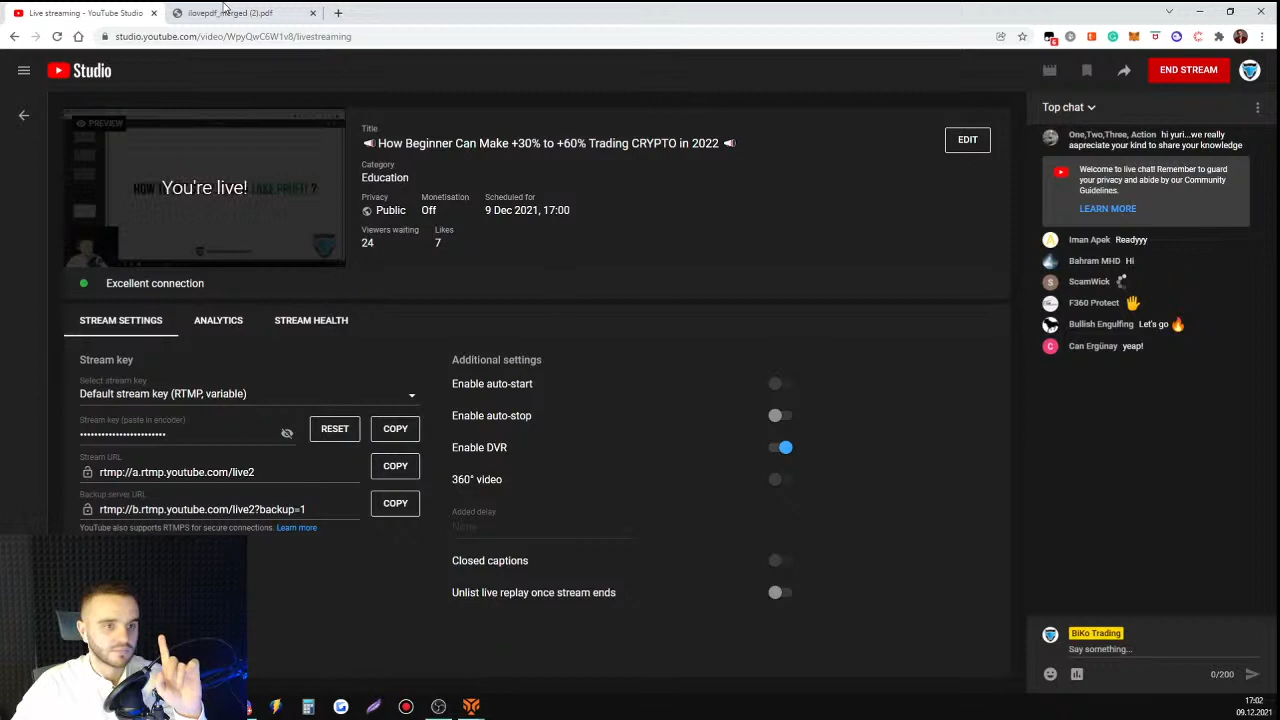 Live streaming - YouTube Studio
ilovepdf_merged (2).pdf
studio.youtube.com/video/WpyQwC6W1v8/livestreaming
6
Studio
END STREAM
PREVIEW
You're live!
Title
📣How Beginner Can Make +30% to +60% Trading CRYPTO in 2022 📣
EDIT
Category
Education
Privacy
Monetisation
Scheduled for
Public
Off
9 Dec 2021, 17:00
Viewers waiting
Likes
24
7
Excellent connection
STREAM SETTINGS
ANALYTICS
STREAM HEALTH
Stream key
Select stream key
Default stream key (RTMP, variable)
Stream key (paste in encoder)
••••••••••••••••••••••••
RESET
COPY
Stream URL
rtmp://a.rtmp.youtube.com/live2
COPY
Backup server URL
rtmp://b.rtmp.youtube.com/live2?backup=1
COPY
YouTube also supports RTMPS for secure connections. Learn more
Additional settings
Enable auto-start
Enable auto-stop
Enable DVR
360° video
Added delay
None
Closed captions
Unlist live replay once stream ends
Top chat
One,Two,Three, Action hi yuri...we really
aappreciate your kind to share your knowledge
Welcome to live chat! Remember to guard
your privacy and abide by our Community
Guidelines.
LEARN MORE
Iman Apek Readyyy
Bahram MHD Hi
ScamWick
F360 Protect 🖐
Bullish Engulfing Let's go 🔥
Can Ergünay yeap!
BiKo Trading
Say something...
0/200
17:02
09.12.2021